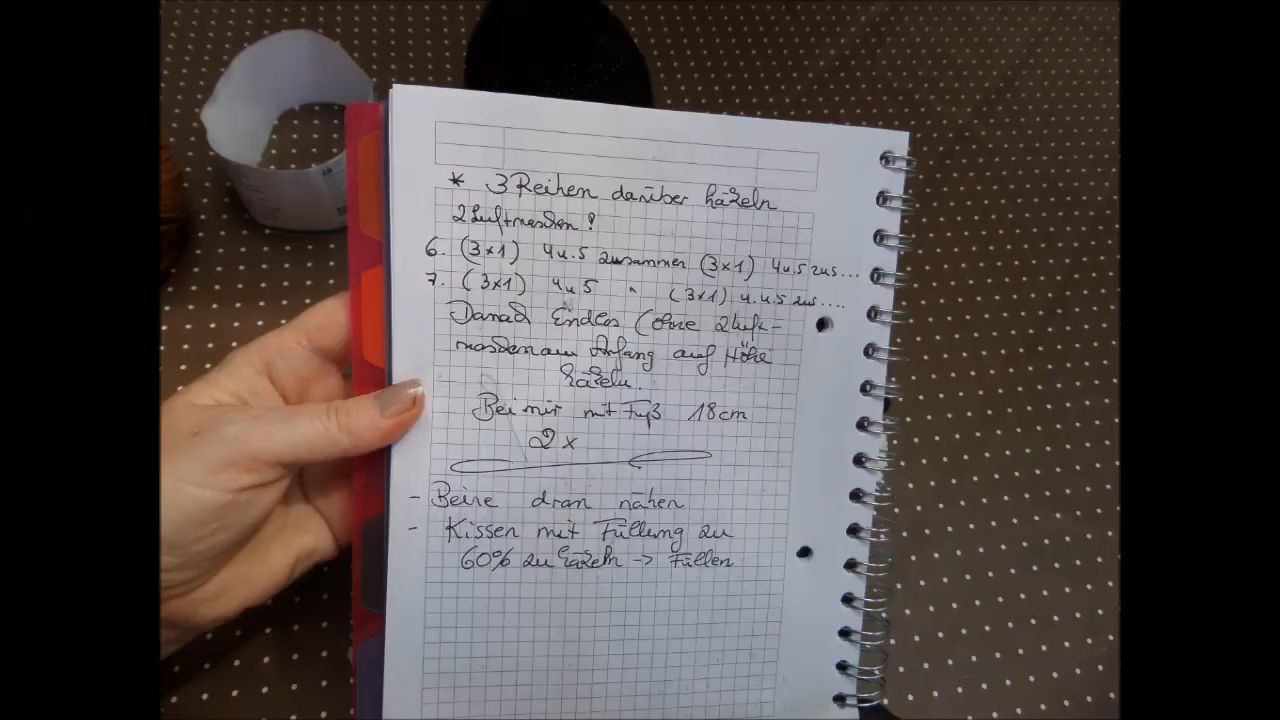 * 3 Reihen darüber häkeln
2 Luftmaschen!
6. (3x1) 4 u. 5 zusammen (3x1) 4 u. 5 zus...
7. (3x1) 4 u 5 " (3x1) 4 u. 5 zus....
Danach Endlos (ohne 2 Luft-
maschen am Anfang auf Höhe
häkeln.
Bei mir mit Fuß 18 cm
2 x
- Beine dran nähen
- Kissen mit Füllung zu
60% zu häkeln -> Füllen